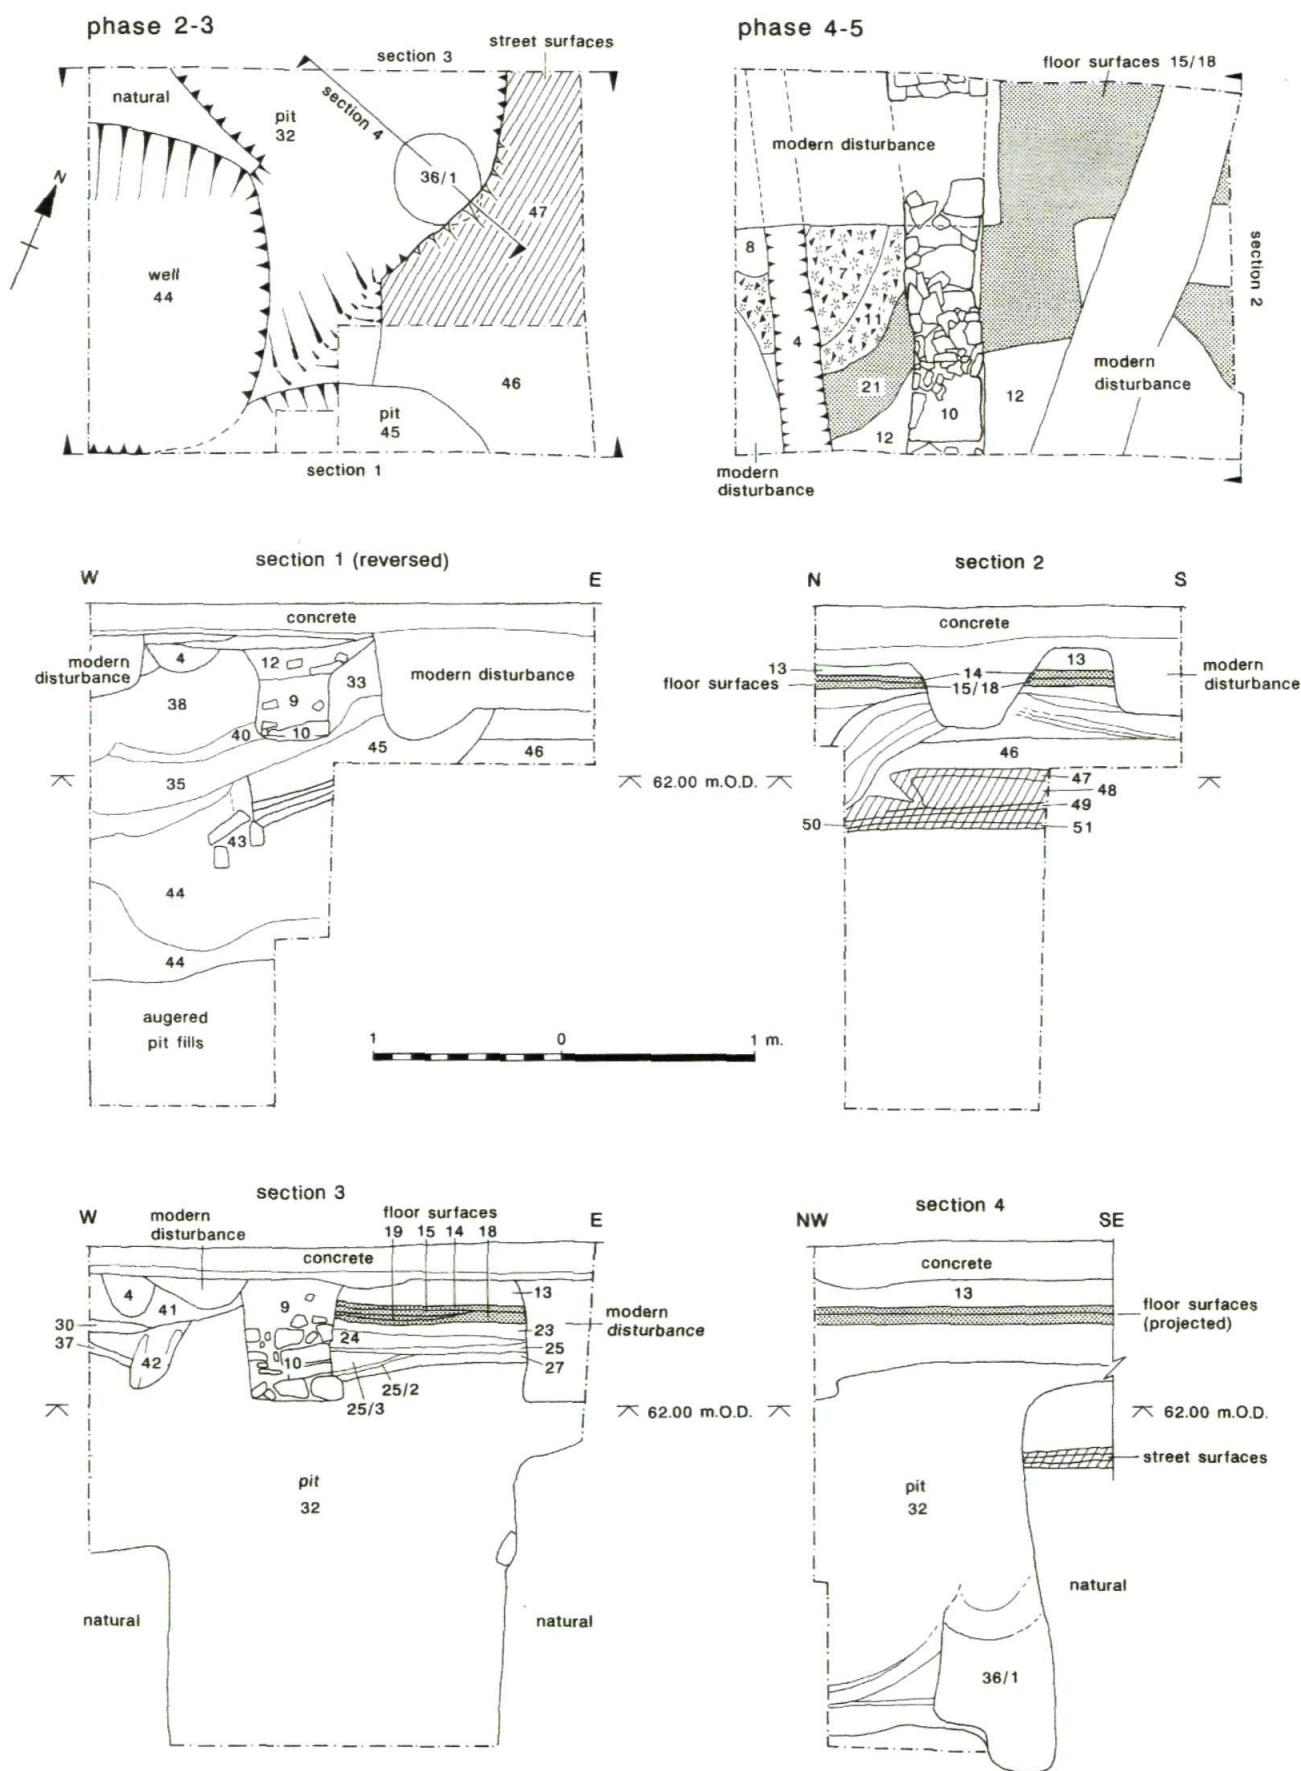 phase 2-3
section 3
street surfaces
natural
pit
32
section 4
36/1
47
N
well
44
46
pit
45
section 1
phase 4-5
floor surfaces 15/18
modern disturbance
8
7
11
4
21
12
10
12
modern
disturbance
modern
disturbance
section 2
section 1 (reversed)
W
E
concrete
modern
disturbance
4
12
33
modern disturbance
38
9
40
10
45
46
35
43
44
44
augered
pit fills
62.00 m.O.D.
section 2
N
S
concrete
13
14
13
modern
disturbance
floor surfaces
15/18
46
47
48
49
50
51
1
0
1 m.
section 3
W
E
modern
disturbance
floor surfaces
19
15
14
18
concrete
4
41
9
13
modern
disturbance
30
37
42
10
24
23
25
27
25/2
25/3
62.00 m.O.D.
pit
32
natural
natural
section 4
NW
SE
concrete
13
floor surfaces
(projected)
62.00 m.O.D.
street surfaces
pit
32
natural
36/1